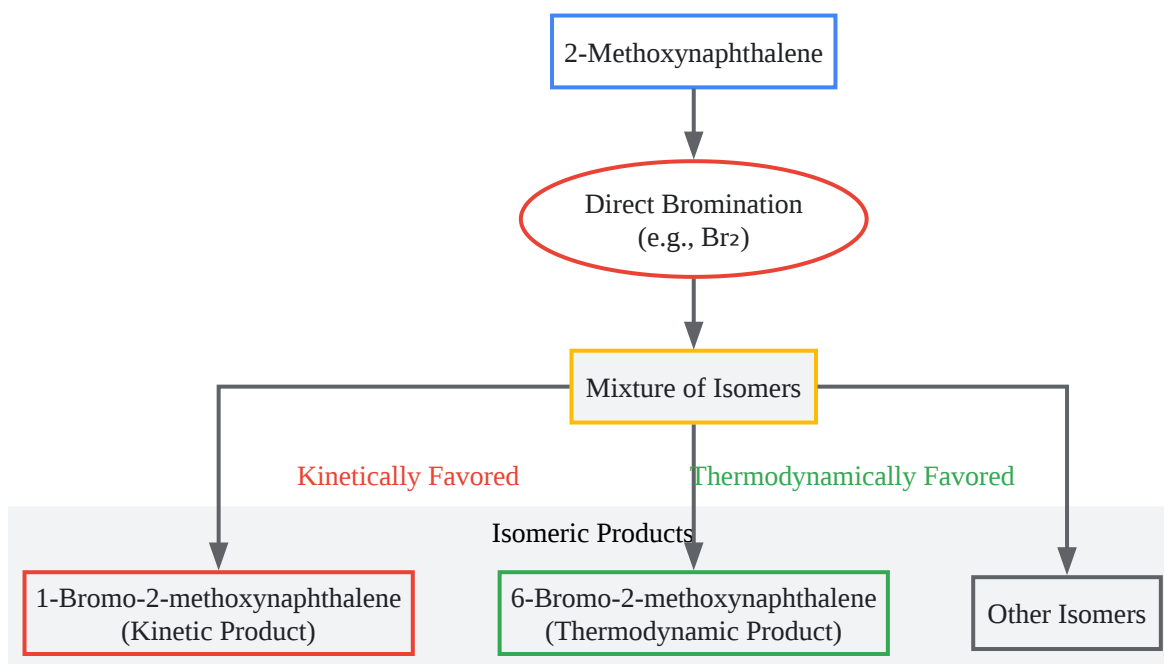 2-Methoxynaphthalene
Direct Bromination
(e.g., Br₂)
Mixture of Isomers
Kinetically Favored
Thermodynamically Favored
Isomeric Products
1-Bromo-2-methoxynaphthalene
(Kinetic Product)
6-Bromo-2-methoxynaphthalene
(Thermodynamic Product)
Other Isomers